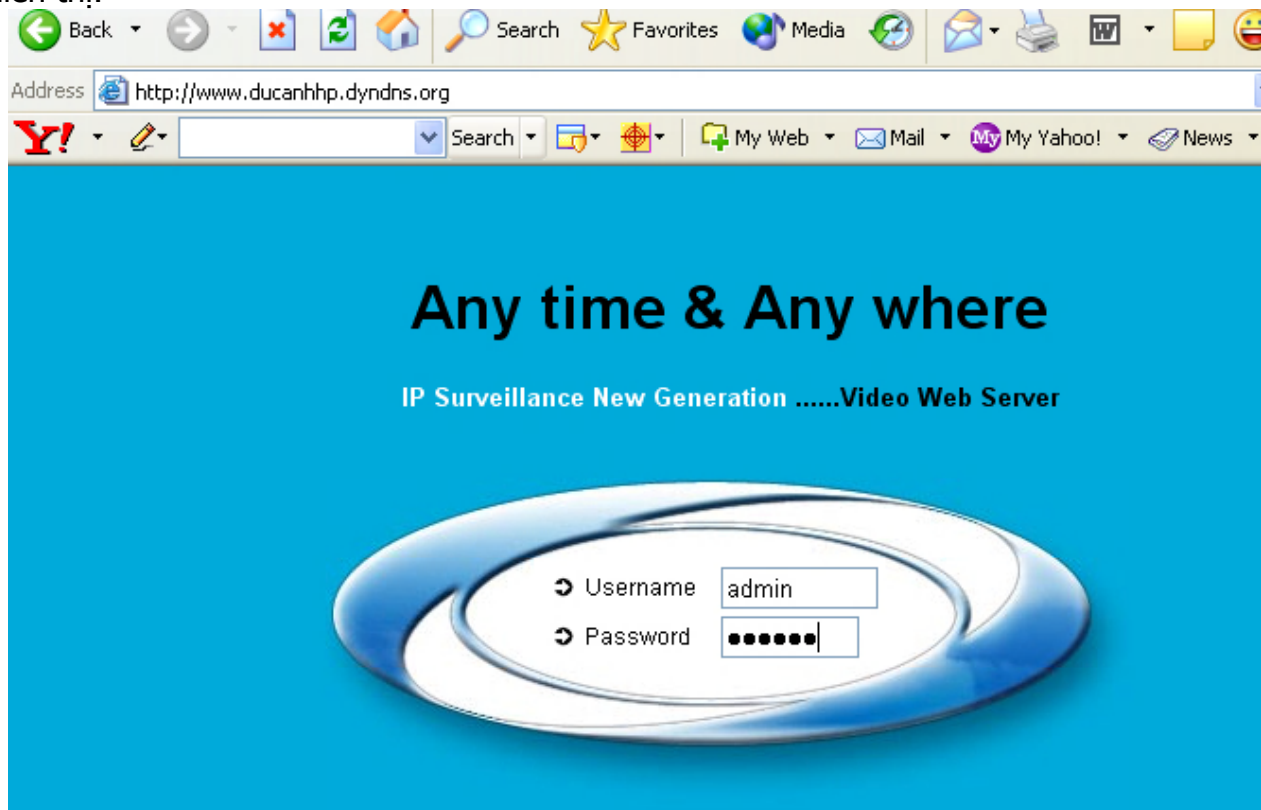 Back Search Favorites Media
Address http://www.ducanhhp.dyndns.org
Y! Search My Web Mail My My Yahoo! News
Any time & Any where
IP Surveillance New Generation ......Video Web Server
Username admin
Password ••••••